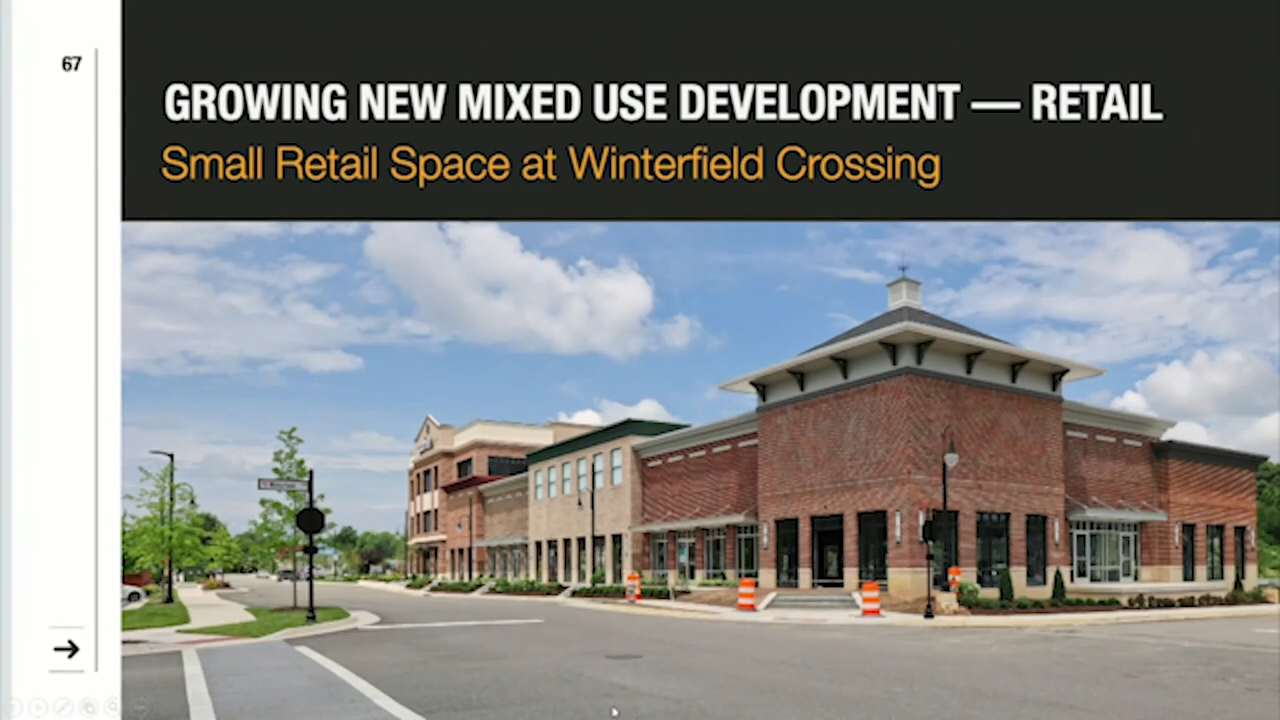 67
GROWING NEW MIXED USE DEVELOPMENT — RETAIL
Small Retail Space at Winterfield Crossing